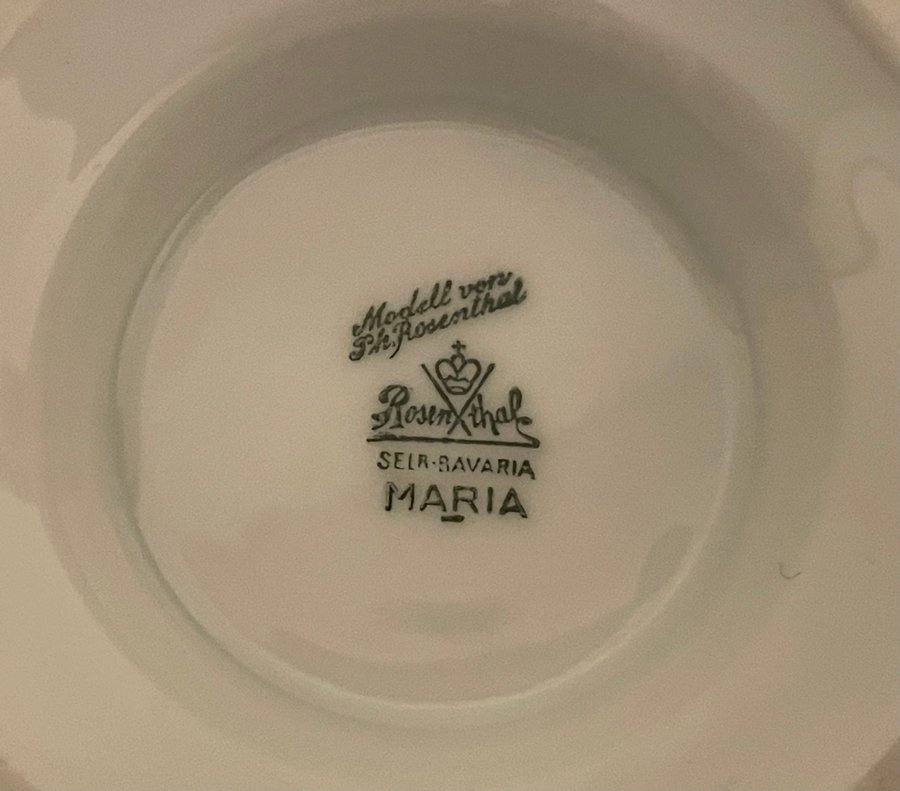 Modell von
Ph. Rosenthal
Rosenthal
SELB-BAVARIA
MARIA